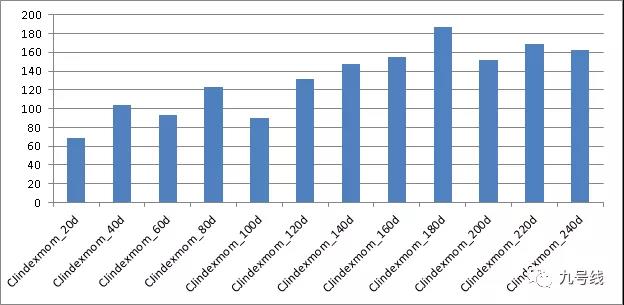 200
180
160
140
120
100
80
60
40
20
0
Clindexmom_20d
Clindexmom_40d
Clindexmom_60d
Clindexmom_80d
Clindexmom_100d
Clindexmom_120d
Clindexmom_140d
Clindexmom_160d
Clindexmom_180d
Clindexmom_200d
Clindexmom_220d
Clindexmom_240d
九号线